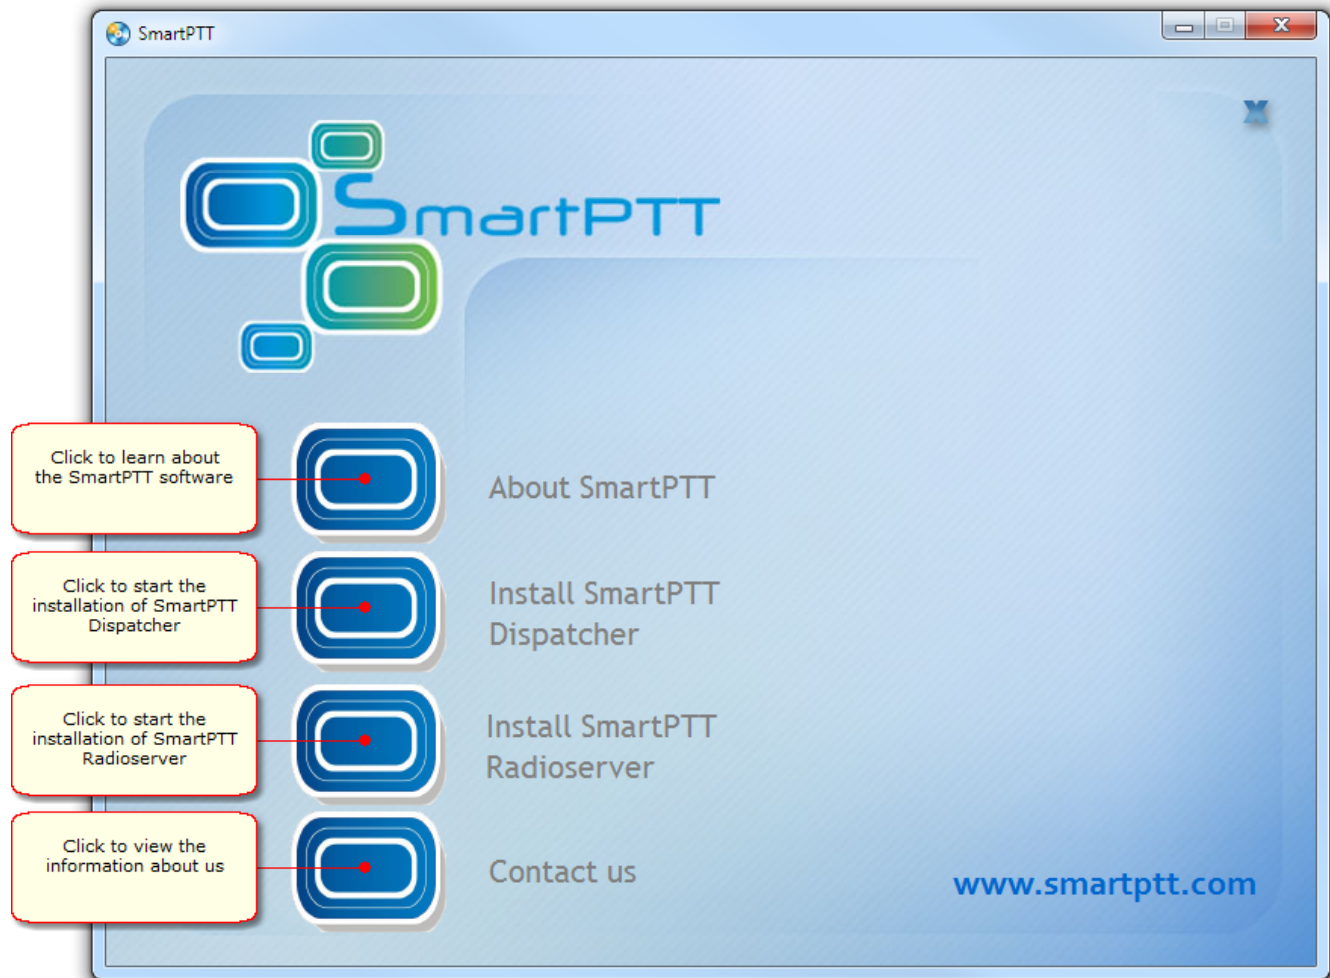 SmartPTT
SmartPTT
Click to learn about
the SmartPTT software
About SmartPTT
Click to start the
installation of SmartPTT
Dispatcher
Install SmartPTT
Dispatcher
Click to start the
installation of SmartPTT
Radioserver
Install SmartPTT
Radioserver
Click to view the
information about us
Contact us
www.smartptt.com